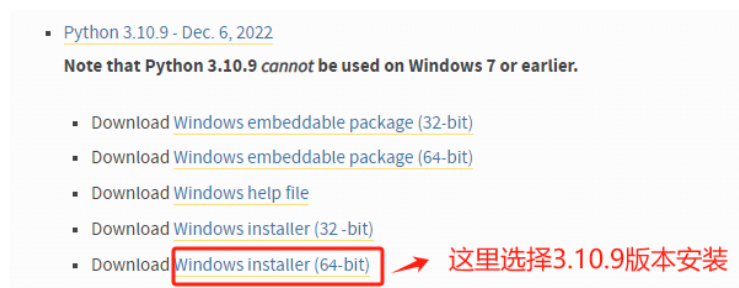 Python 3.10.9 - Dec. 6, 2022
Note that Python 3.10.9 cannot be used on Windows 7 or earlier.
Download Windows embeddable package (32-bit)
Download Windows embeddable package (64-bit)
Download Windows help file
Download Windows installer (32 -bit)
Download Windows installer (64-bit) 这里选择3.10.9版本安装